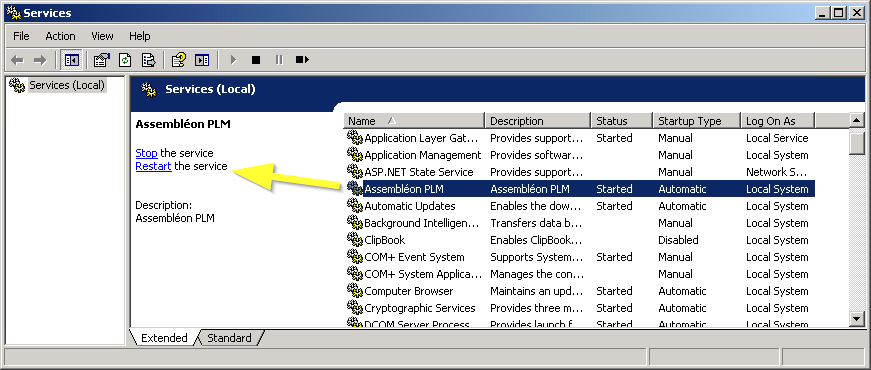 Services
File Action View Help
Services (Local)
Services (Local)
Assembléon PLM
Stop the service
Restart the service
Description:
Assembléon PLM
Name Description Status Startup Type Log On As
Application Layer Gat... Provides support... Started Manual Local Service
Application Management Provides softwar... Manual Local System
ASP.NET State Service Provides support... Manual Network S...
Assembléon PLM Assembléon PLM Started Automatic Local System
Automatic Updates Enables the dow... Started Automatic Local System
Background Intelligen... Transfers data b... Manual Local System
ClipBook Enables ClipBook... Disabled Local System
COM+ Event System Supports System... Started Manual Local System
COM+ System Applica... Manages the con... Manual Local System
Computer Browser Maintains an upd... Started Automatic Local System
Cryptographic Services Provides three m... Started Automatic Local System
DCOM Server Process Provides launch f... Started Automatic Local System
Extended Standard